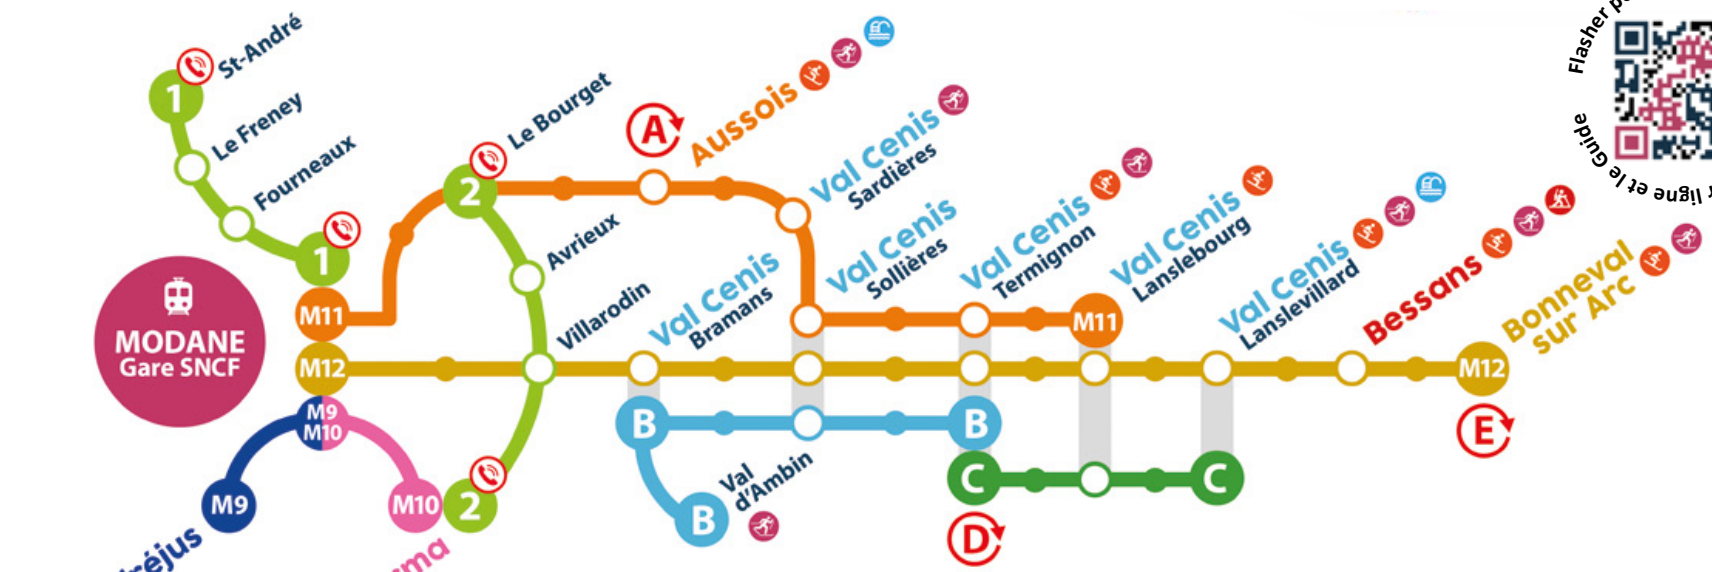 St-André
1
Le Freney
Fourneaux
1
Le Bourget
2
Avrieux
Villarodin
A
Aussois
Val Cenis
Sardières
Val Cenis
Bramans
Val Cenis
Sollières
Val Cenis
Termignon
Val Cenis
Lanslebourg
Val Cenis
Lanslevillard
Bessans
Bonneval
sur Arc
Flasher
r ligne et le Guide
MODANE
Gare SNCF
M11
M11
M12
M12
M9
M10
M9
M10
2
B
B
B
Val
d'Ambin
C
C
D
E
réjus